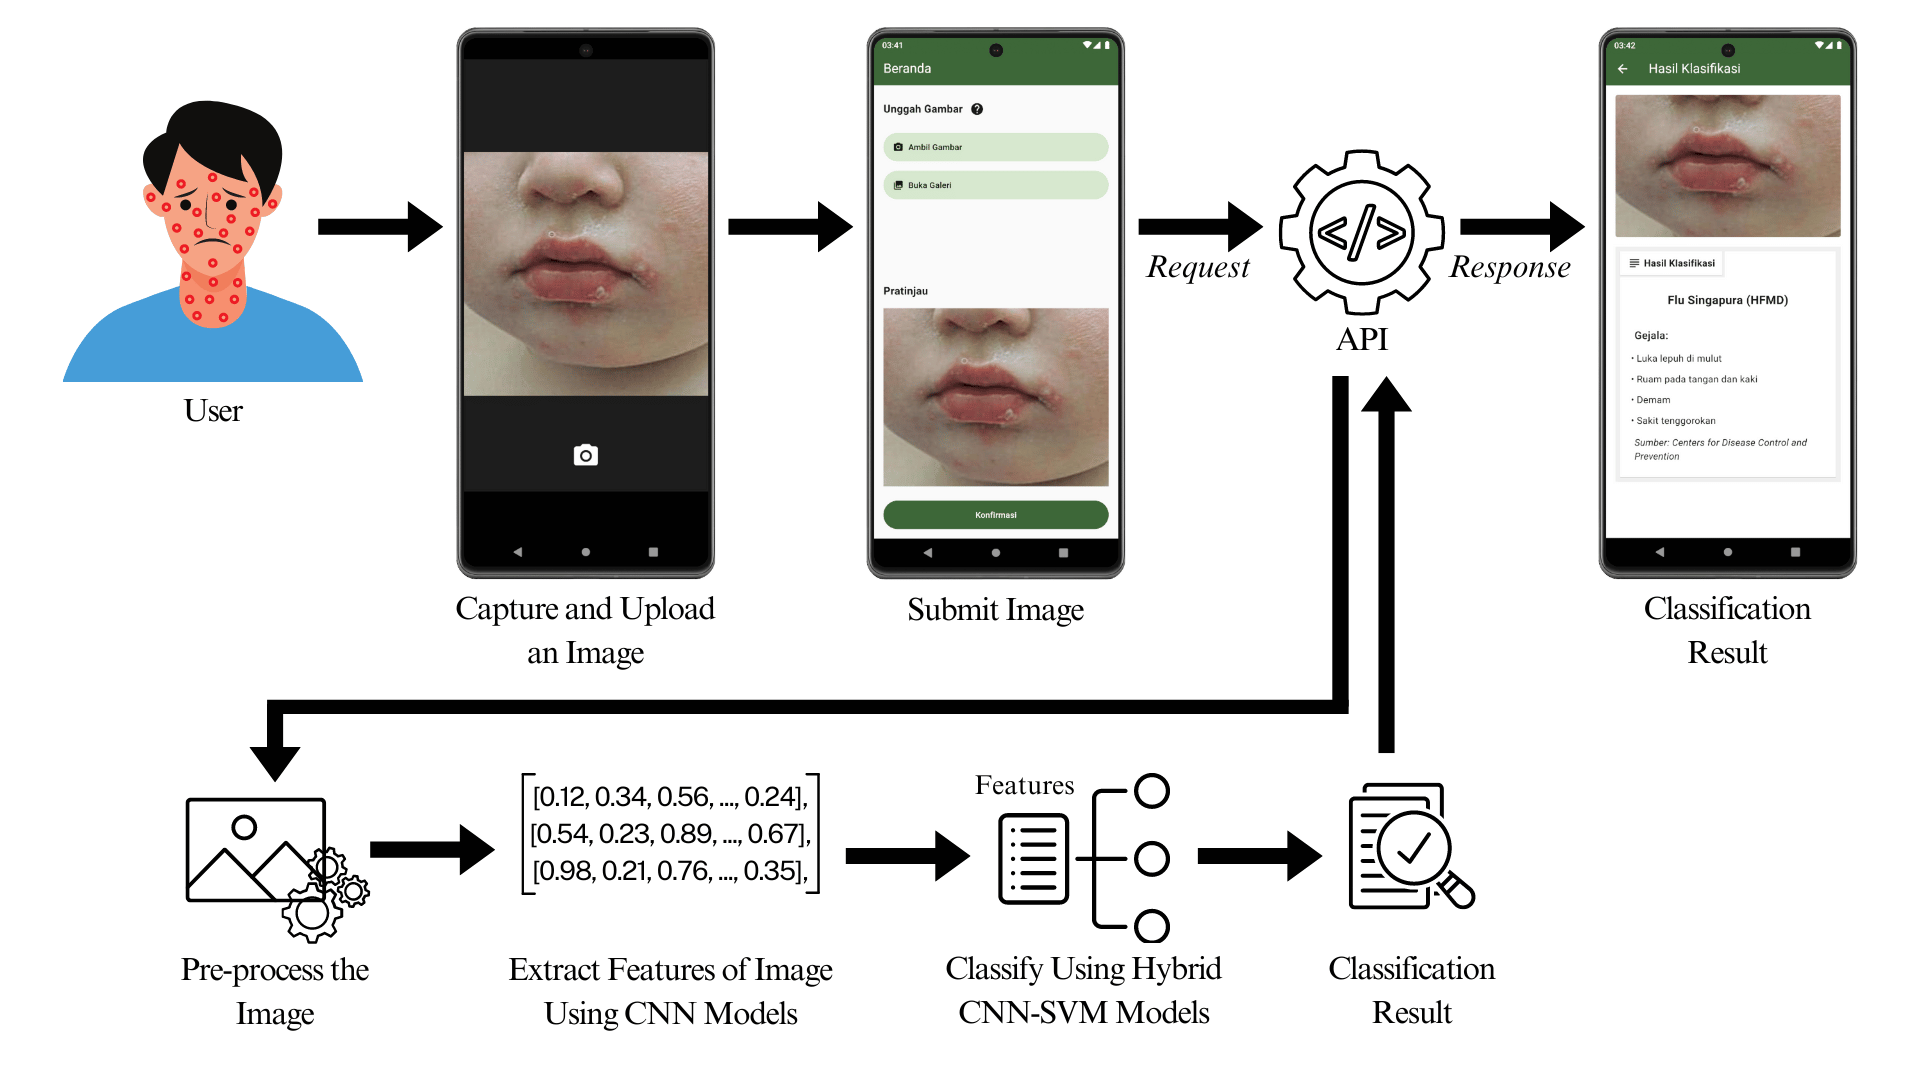 User
Capture and Upload
an Image
03:41
Beranda
Unggah Gambar ?
Ambil Gambar
Buka Galeri
Pratinjau
Konfirmasi
Submit Image
Request
</>
API
Response
03:42
Hasil Klasifikasi
Hasil Klasifikasi
Flu Singapura (HFMD)
Gejala:
• Luka lepuh di mulut
• Ruam pada tangan dan kaki
• Demam
• Sakit tenggorokan
Sumber: Centers for Disease Control and
Prevention
Classification
Result
Pre-process the
Image
[0.12, 0.34, 0.56, ..., 0.24],
[0.54, 0.23, 0.89, ..., 0.67],
[0.98, 0.21, 0.76, ..., 0.35],
Extract Features of Image
Using CNN Models
Features
Classify Using Hybrid
CNN-SVM Models
Classification
Result